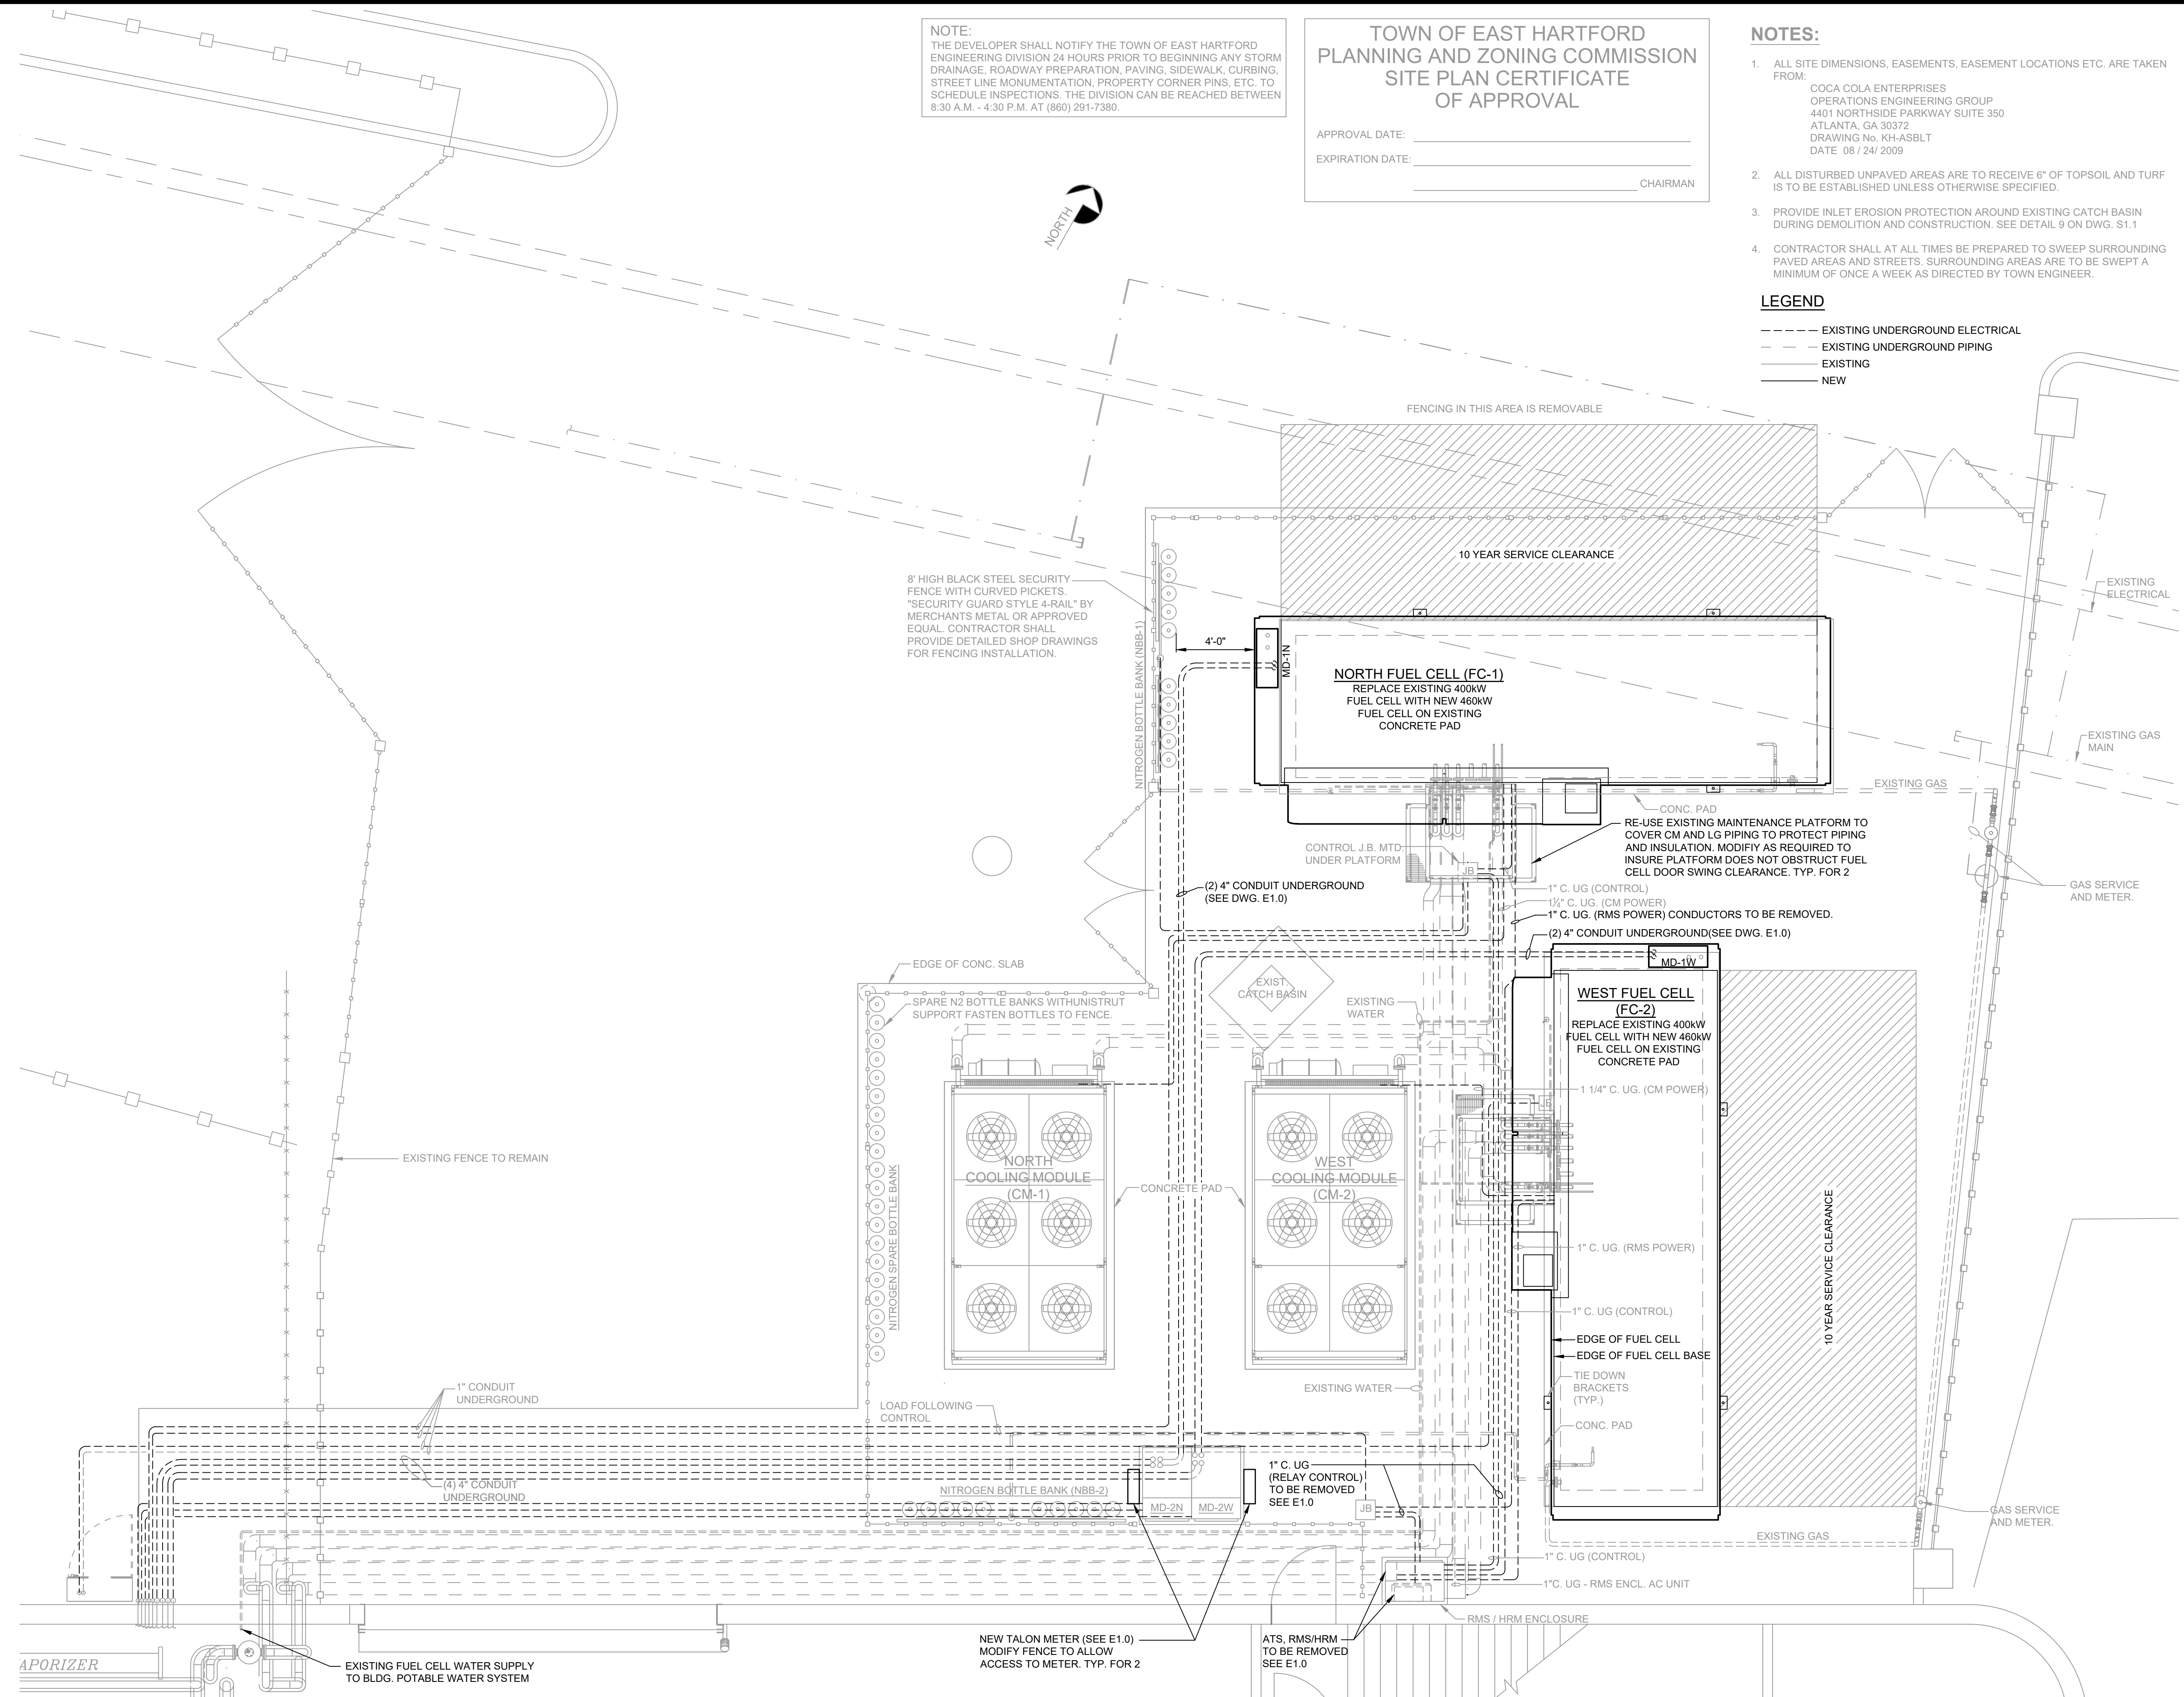 NOTE:
THE DEVELOPER SHALL NOTIFY THE TOWN OF EAST HARTFORD
ENGINEERING DIVISION 24 HOURS PRIOR TO BEGINNING ANY STORM
DRAINAGE, ROADWAY PREPARATION, PAVING, SIDEWALK, CURBING,
STREET LINE MONUMENTATION, PROPERTY CORNER PINS, ETC. TO
SCHEDULE INSPECTIONS. THE DIVISION CAN BE REACHED BETWEEN
8:30 A.M. - 4:30 P.M. AT (860) 291-7380.
TOWN OF EAST HARTFORD
PLANNING AND ZONING COMMISSION
SITE PLAN CERTIFICATE
OF APPROVAL
APPROVAL DATE:
EXPIRATION DATE:
CHAIRMAN
NOTES:
1. ALL SITE DIMENSIONS, EASEMENTS, EASEMENT LOCATIONS ETC. ARE TAKEN
FROM:
COCA COLA ENTERPRISES
OPERATIONS ENGINEERING GROUP
4401 NORTHSIDE PARKWAY SUITE 350
ATLANTA, GA 30372
DRAWING No. KH-ASBLT
DATE 08 / 24/ 2009
2. ALL DISTURBED UNPAVED AREAS ARE TO RECEIVE 6" OF TOPSOIL AND TURF
IS TO BE ESTABLISHED UNLESS OTHERWISE SPECIFIED.
3. PROVIDE INLET EROSION PROTECTION AROUND EXISTING CATCH BASIN
DURING DEMOLITION AND CONSTRUCTION. SEE DETAIL 9 ON DWG. S1.1
4. CONTRACTOR SHALL AT ALL TIMES BE PREPARED TO SWEEP SURROUNDING
PAVED AREAS AND STREETS. SURROUNDING AREAS ARE TO BE SWEPT A
MINIMUM OF ONCE A WEEK AS DIRECTED BY TOWN ENGINEER.
LEGEND
EXISTING UNDERGROUND ELECTRICAL
EXISTING UNDERGROUND PIPING
EXISTING
NEW
NORTH
FENCING IN THIS AREA IS REMOVABLE
10 YEAR SERVICE CLEARANCE
8' HIGH BLACK STEEL SECURITY
FENCE WITH CURVED PICKETS.
"SECURITY GUARD STYLE 4-RAIL" BY
MERCHANTS METAL OR APPROVED
EQUAL. CONTRACTOR SHALL
PROVIDE DETAILED SHOP DRAWINGS
FOR FENCING INSTALLATION.
NITROGEN BOTTLE BANK (NBB-1)
4'-0"
MD-1N
NORTH FUEL CELL (FC-1)
REPLACE EXISTING 400kW
FUEL CELL WITH NEW 460kW
FUEL CELL ON EXISTING
CONCRETE PAD
EXISTING
ELECTRICAL
EXISTING GAS
MAIN
EXISTING GAS
CONC. PAD
RE-USE EXISTING MAINTENANCE PLATFORM TO
COVER CM AND LG PIPING TO PROTECT PIPING
AND INSULATION. MODIFIY AS REQUIRED TO
INSURE PLATFORM DOES NOT OBSTRUCT FUEL
CELL DOOR SWING CLEARANCE. TYP. FOR 2
CONTROL J.B. MTD.
UNDER PLATFORM
JB
GAS SERVICE
AND METER.
(2) 4" CONDUIT UNDERGROUND
(SEE DWG. E1.0)
1" C. UG (CONTROL)
1¼" C. UG. (CM POWER)
1" C. UG. (RMS POWER) CONDUCTORS TO BE REMOVED.
(2) 4" CONDUIT UNDERGROUND(SEE DWG. E1.0)
EDGE OF CONC. SLAB
SPARE N2 BOTTLE BANKS WITHUNISTRUT
SUPPORT FASTEN BOTTLES TO FENCE.
EXIST.
CATCH BASIN
EXISTING
WATER
MD-1W
WEST FUEL CELL
(FC-2)
REPLACE EXISTING 400kW
FUEL CELL WITH NEW 460kW
FUEL CELL ON EXISTING
CONCRETE PAD
1 1/4" C. UG. (CM POWER)
JB
EXISTING FENCE TO REMAIN
NORTH
COOLING MODULE
(CM-1)
CONCRETE PAD
WEST
COOLING MODULE
(CM-2)
NITROGEN SPARE BOTTLE BANK
10 YEAR SERVICE CLEARANCE
1" C. UG. (RMS POWER)
1" C. UG (CONTROL)
EDGE OF FUEL CELL
EDGE OF FUEL CELL BASE
TIE DOWN
BRACKETS
(TYP.)
CONC. PAD
1" CONDUIT
UNDERGROUND
LOAD FOLLOWING
CONTROL
EXISTING WATER
(4) 4" CONDUIT
UNDERGROUND
NITROGEN BOTTLE BANK (NBB-2)
MD-2N
MD-2W
1" C. UG
(RELAY CONTROL)
TO BE REMOVED
SEE E1.0
JB
GAS SERVICE
AND METER.
EXISTING GAS
1" C. UG (CONTROL)
1"C. UG - RMS ENCL. AC UNIT
RMS / HRM ENCLOSURE
NEW TALON METER (SEE E1.0)
MODIFY FENCE TO ALLOW
ACCESS TO METER. TYP. FOR 2
ATS, RMS/HRM
TO BE REMOVED
SEE E1.0
APORIZER
EXISTING FUEL CELL WATER SUPPLY
TO BLDG. POTABLE WATER SYSTEM